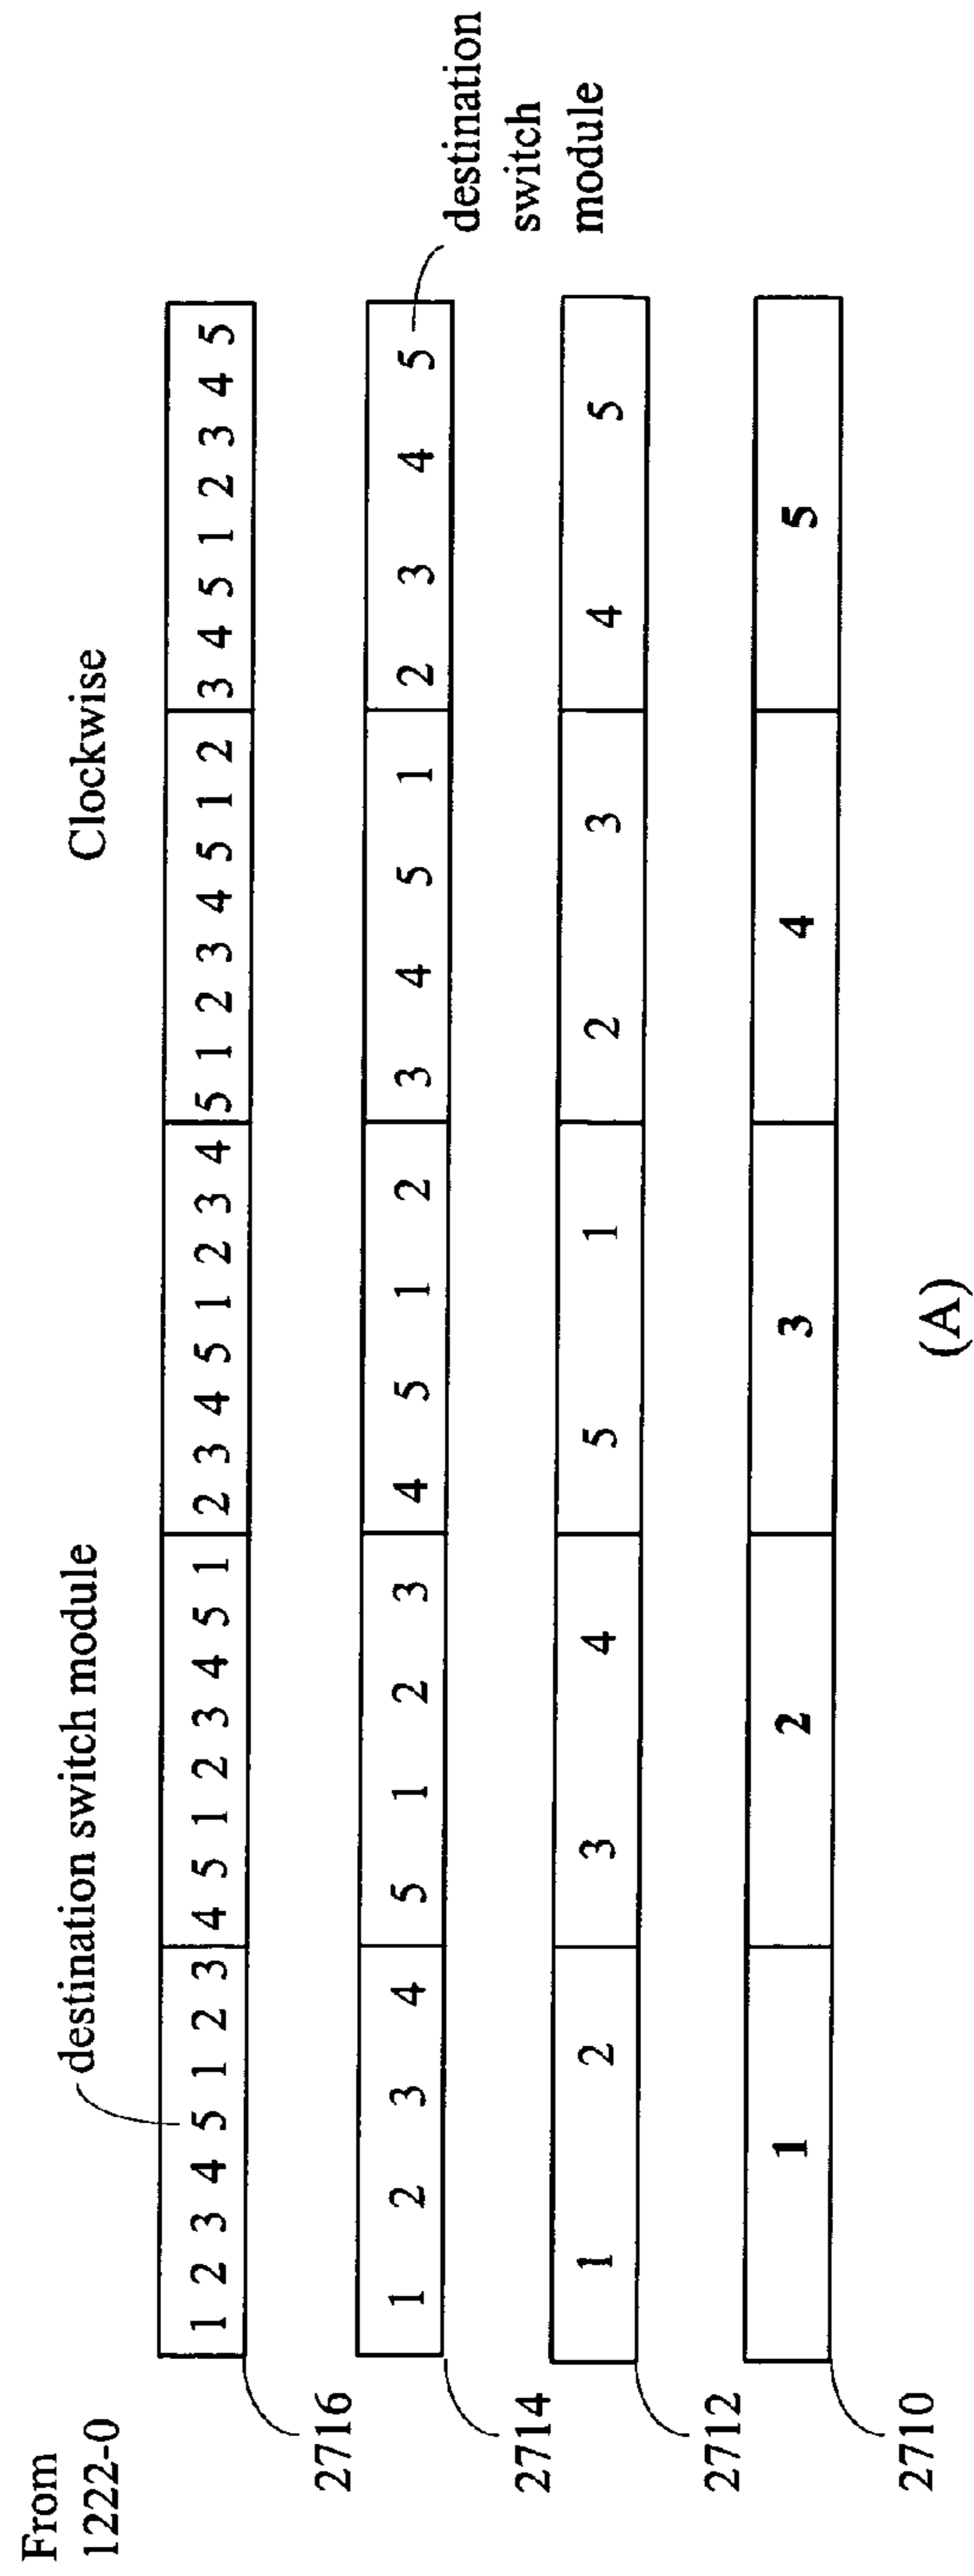 From
1222-0
destination switch module
Clockwise
1 2 3 4 5 1 2 3 4 5 1 2 3 4 5 1 2 3 4 5 1 2 3 4 5 1 2 3 4 5 1 2 3 4 5 1 2 3 4 5
2716
1 2 3 4 5 1 2 3 4 5 1 2 3 4 5 1 2 3 4 5
destination
switch
module
2714
1 2 3 4 5 1 2 3 4 5
2712
1 2 3 4 5
2710
(A)